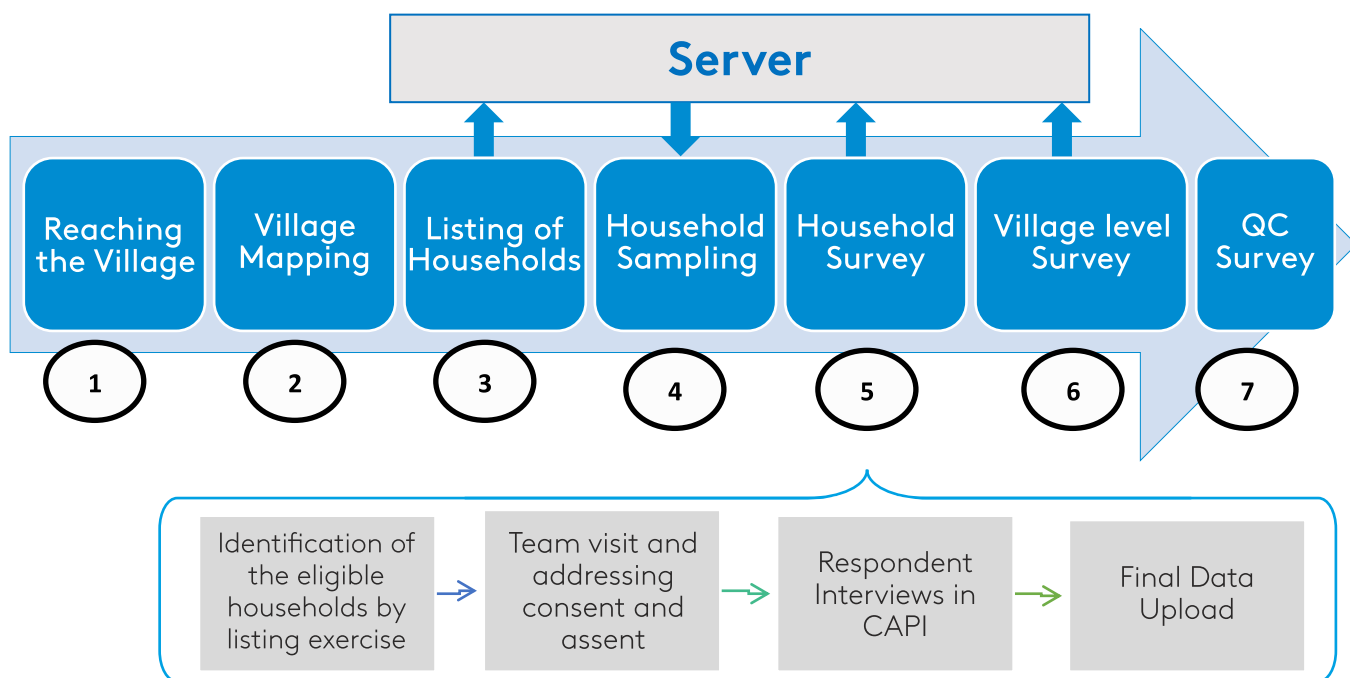 Server
Reaching
the Village
Village
Mapping
Listing of
Households
Household
Sampling
Household
Survey
Village level
Survey
QC
Survey
1
2
3
4
5
6
7
Identification of
the eligible
households by
listing exercise
Team visit and
addressing
consent and
assent
Respondent
Interviews in
CAPI
Final Data
Upload